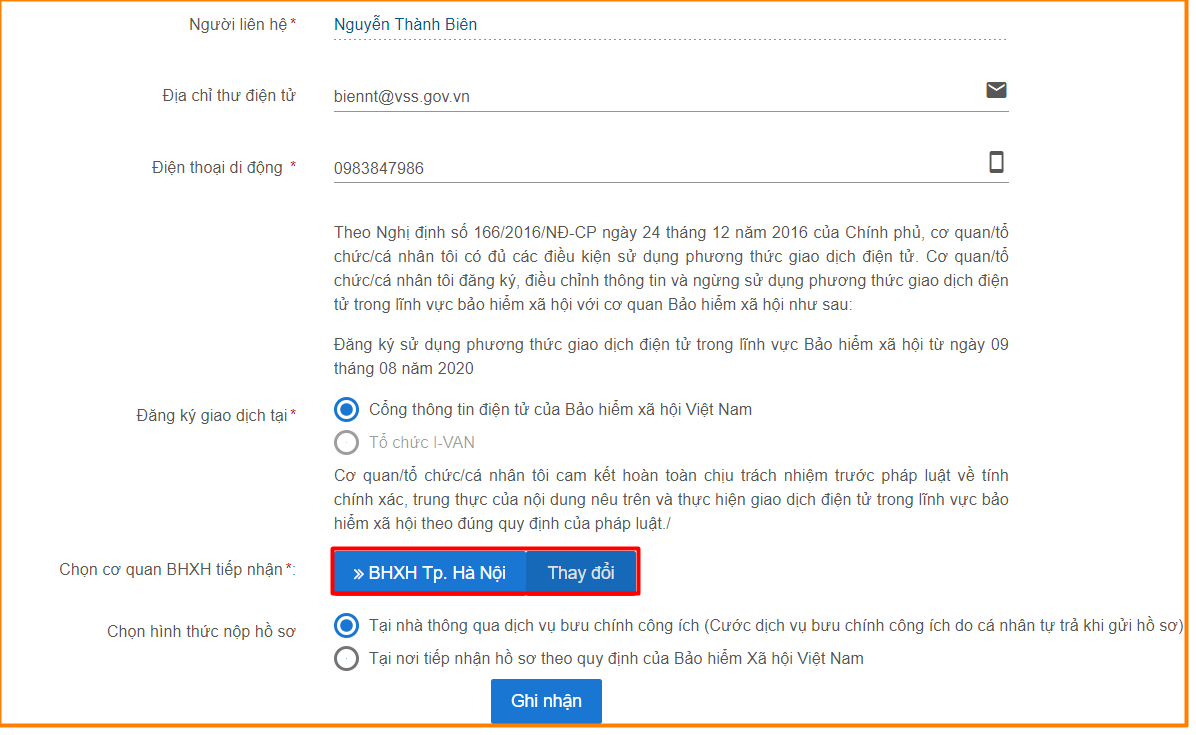 Người liên hệ* Nguyễn Thành Biên
Địa chỉ thư điện tử biennt@vss.gov.vn
Điện thoại di động * 0983847986
Theo Nghị định số 166/2016/NĐ-CP ngày 24 tháng 12 năm 2016 của Chính phủ, cơ quan/tổ
chức/cá nhân tôi có đủ các điều kiện sử dụng phương thức giao dịch điện tử. Cơ quan/tổ
chức/cá nhân tôi đăng ký, điều chỉnh thông tin và ngừng sử dụng phương thức giao dịch điện
tử trong lĩnh vực bảo hiểm xã hội với cơ quan Bảo hiểm xã hội như sau:
Đăng ký sử dụng phương thức giao dịch điện tử trong lĩnh vực Bảo hiểm xã hội từ ngày 09
tháng 08 năm 2020
Đăng ký giao dịch tại* Cổng thông tin điện tử của Bảo hiểm xã hội Việt Nam
Tổ chức I-VAN
Cơ quan/tổ chức/cá nhân tôi cam kết hoàn toàn chịu trách nhiệm trước pháp luật về tính
chính xác, trung thực của nội dung nêu trên và thực hiện giao dịch điện tử trong lĩnh vực bảo
hiểm xã hội theo đúng quy định của pháp luật./
Chọn cơ quan BHXH tiếp nhận*: » BHXH Tp. Hà Nội Thay đổi
Chọn hình thức nộp hồ sơ Tại nhà thông qua dịch vụ bưu chính công ích (Cước dịch vụ bưu chính công ích do cá nhân tự trả khi gửi hồ sơ)
Tại nơi tiếp nhận hồ sơ theo quy định của Bảo hiểm Xã hội Việt Nam
Ghi nhận